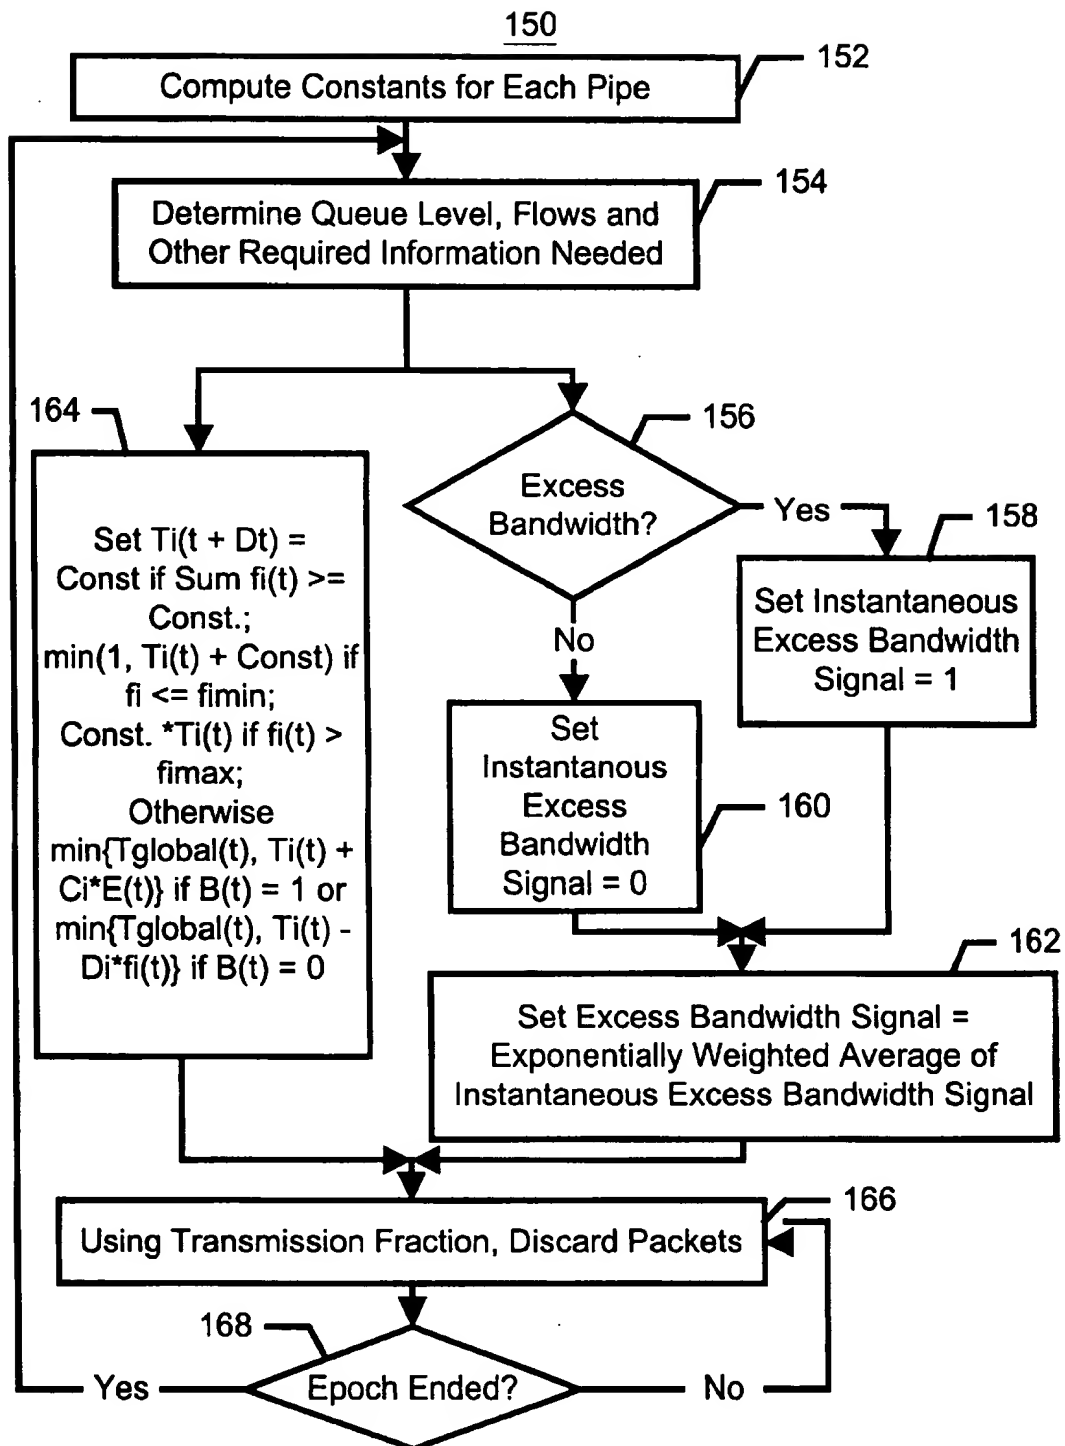 150
Compute Constants for Each Pipe
152
Determine Queue Level, Flows and
Other Required Information Needed
154
164
Set Ti(t + Dt) =
Const if Sum fi(t) >=
Const.;
min(1, Ti(t) + Const) if
fi <= fimin;
Const. *Ti(t) if fi(t) >
fimax;
Otherwise
min{Tglobal(t), Ti(t) +
Ci*E(t)} if B(t) = 1 or
min{Tglobal(t), Ti(t) -
Di*fi(t)} if B(t) = 0
156
Excess
Bandwidth?
Yes
No
158
Set Instantaneous
Excess Bandwidth
Signal = 1
Set
Instantanous
Excess
Bandwidth
Signal = 0
160
162
Set Excess Bandwidth Signal =
Exponentially Weighted Average of
Instantaneous Excess Bandwidth Signal
166
Using Transmission Fraction, Discard Packets
168
Epoch Ended?
Yes
No